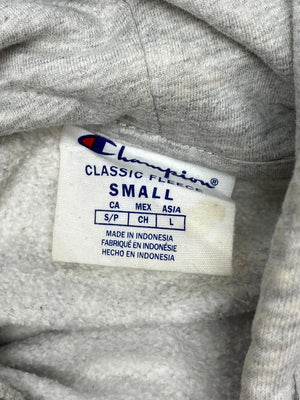 Champion®
CLASSIC FLEECE
SMALL
CA MEX ASIA
S/P CH L
MADE IN INDONESIA
FABRIQUÉ EN INDONÉSIE
HECHO EN INDONESIA